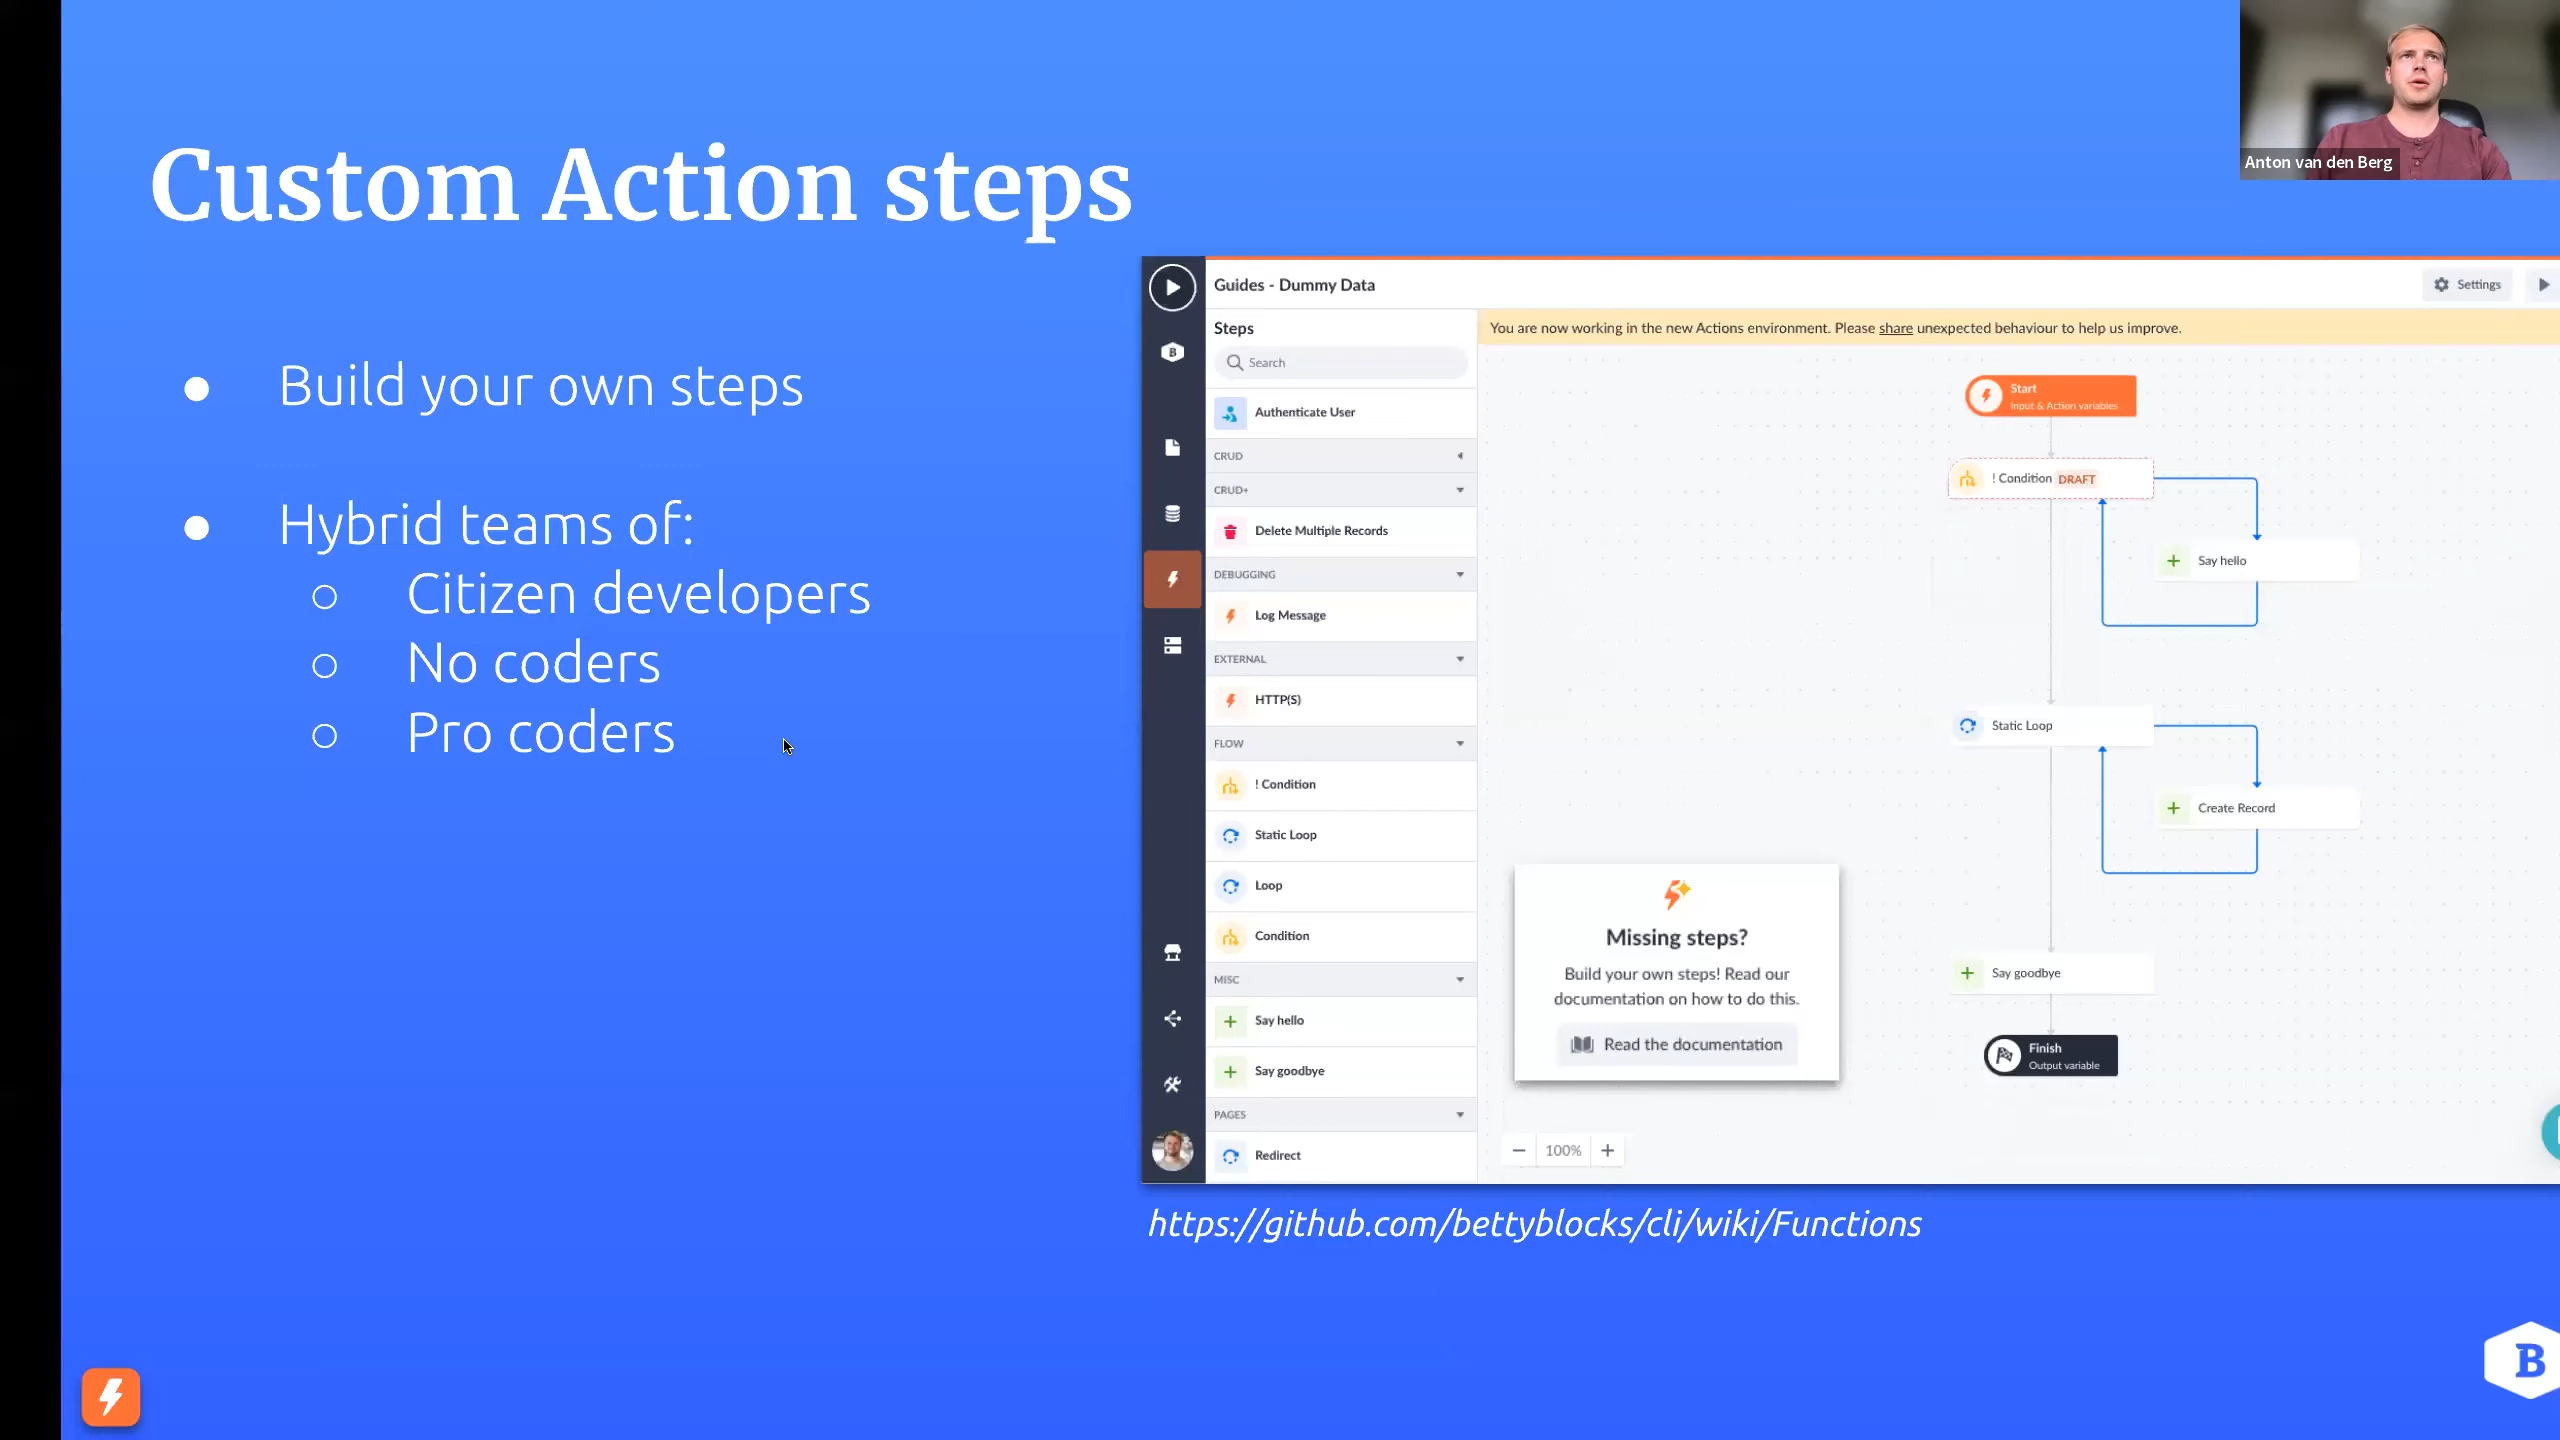 Anton van den Berg
Custom Action steps
Build your own steps
Hybrid teams of:
Citizen developers
No coders
Pro coders
Guides - Dummy Data
Settings
Steps
Search
Authenticate User
CRUD
CRUD+
Delete Multiple Records
DEBUGGING
Log Message
EXTERNAL
HTTP(S)
FLOW
! Condition
Static Loop
Loop
Condition
MISC
Say hello
Say goodbye
PAGES
Redirect
You are now working in the new Actions environment. Please share unexpected behaviour to help us improve.
Start
Input & Action variables
! Condition DRAFT
Say hello
Static Loop
Create Record
Say goodbye
Finish
Output variable
Missing steps?
Build your own steps! Read our
documentation on how to do this.
Read the documentation
100%
https://github.com/bettyblocks/cli/wiki/Functions
B